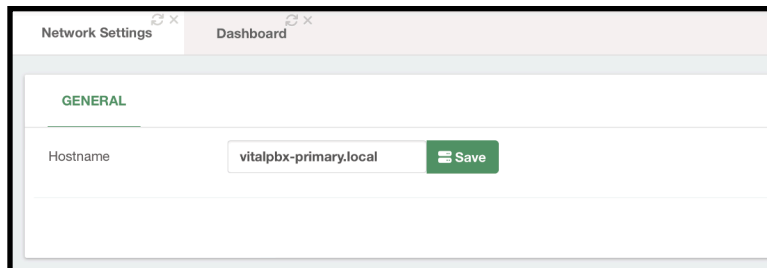 Network Settings
Dashboard
GENERAL
Hostname
vitalpbx-primary.local
Save